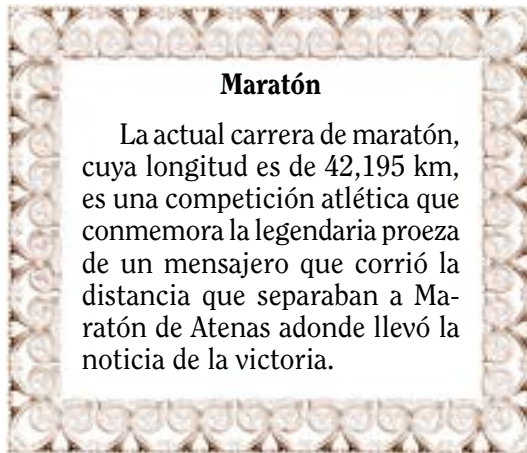 Maratón
La actual carrera de maratón,
cuya longitud es de 42,195 km,
es una competición atlética que
conmemora la legendaria proeza
de un mensajero que corrió la
distancia que separaban a Ma-
ratón de Atenas adonde llevó la
noticia de la victoria.